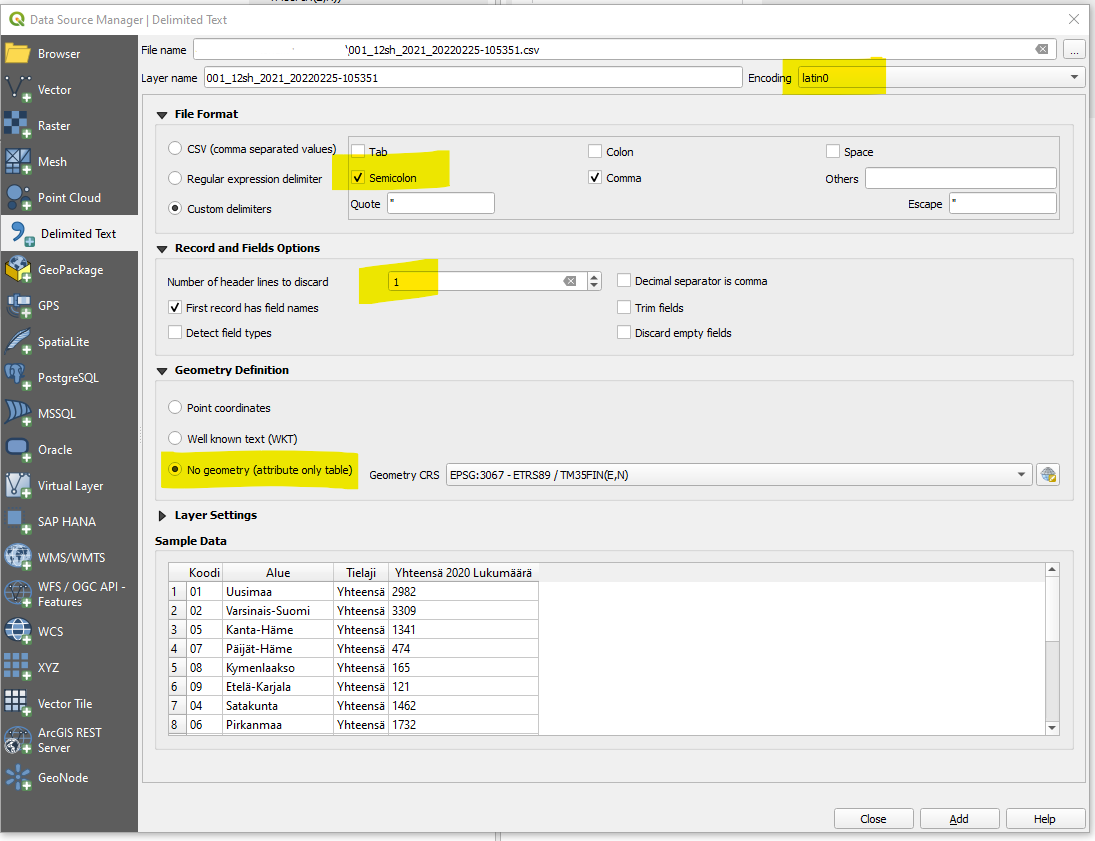 Data Source Manager | Delimited Text
Browser
Vector
Raster
Mesh
Point Cloud
Delimited Text
GeoPackage
GPS
SpatiaLite
PostgreSQL
MSSQL
Oracle
Virtual Layer
SAP HANA
WMS/WMTS
WFS / OGC API -
Features
WCS
XYZ
Vector Tile
ArcGIS REST
Server
GeoNode
File name \001_12sh_2021_20220225-105351.csv ...
Layer name 001_12sh_2021_20220225-105351 Encoding latin0
File Format
CSV (comma separated values) Tab Colon Space
Regular expression delimiter Semicolon Comma Others
Custom delimiters Quote " Escape "
Record and Fields Options
Number of header lines to discard 1 Decimal separator is comma
First record has field names Trim fields
Detect field types Discard empty fields
Geometry Definition
Point coordinates
Well known text (WKT)
No geometry (attribute only table) Geometry CRS EPSG:3067 - ETRS89 / TM35FIN(E,N)
Layer Settings
Sample Data
Koodi Alue Tielaji Yhteensä 2020 Lukumäärä
1 01 Uusimaa Yhteensä 2982
2 02 Varsinais-Suomi Yhteensä 3309
3 05 Kanta-Häme Yhteensä 1341
4 07 Päijät-Häme Yhteensä 474
5 08 Kymenlaakso Yhteensä 165
6 09 Etelä-Karjala Yhteensä 121
7 04 Satakunta Yhteensä 1462
8 06 Pirkanmaa Yhteensä 1732
Close Add Help